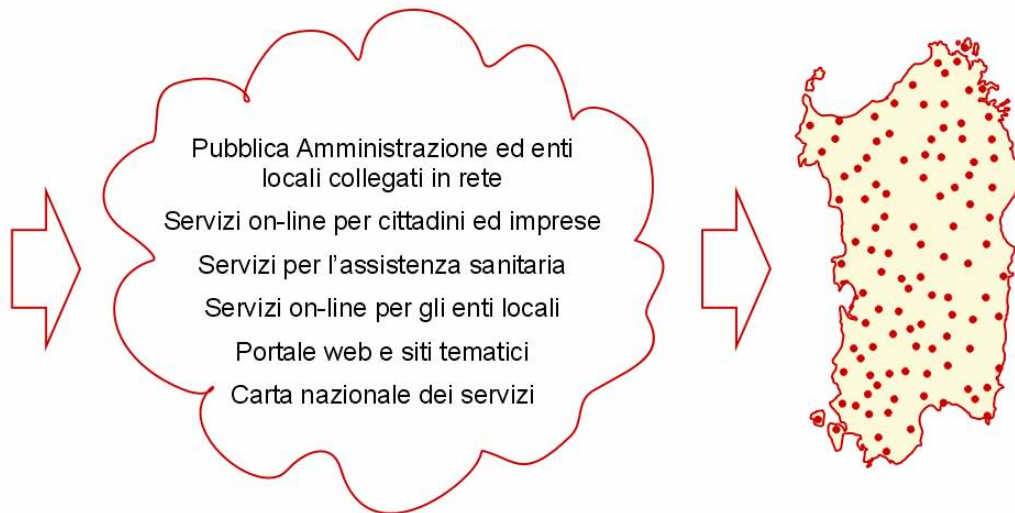 Pubblica Amministrazione ed enti
locali collegati in rete
Servizi on-line per cittadini ed imprese
Servizi per l'assistenza sanitaria
Servizi on-line per gli enti locali
Portale web e siti tematici
Carta nazionale dei servizi